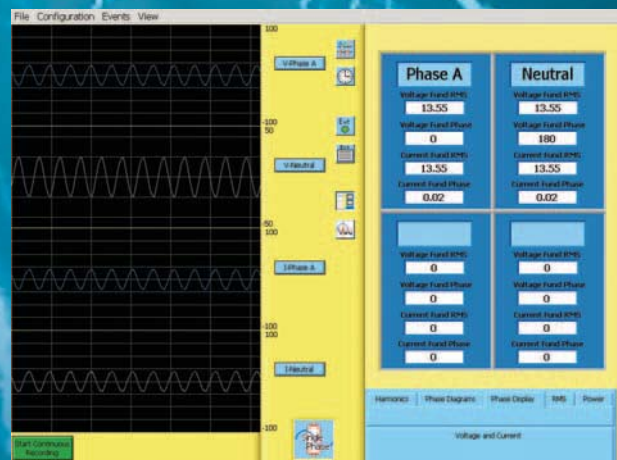 File Configuration Events View
100
V-Phase A
-100
50
V-Neutral
-50
100
I-Phase A
-100
100
I-Neutral
-100
Start Continuous
Recording
Single
Phase
Phase A
Voltage Fund RMS
13.55
Voltage Fund Phase
0
Current Fund RMS
13.55
Current Fund Phase
0.02
Neutral
Voltage Fund RMS
13.55
Voltage Fund Phase
180
Current Fund RMS
13.55
Current Fund Phase
0.02
Voltage Fund RMS
0
Voltage Fund Phase
0
Current Fund RMS
0
Current Fund Phase
0
Voltage Fund RMS
0
Voltage Fund Phase
0
Current Fund RMS
0
Current Fund Phase
0
Harmonics Phase Diagrams Phase Display RMS Power
Voltage and Current